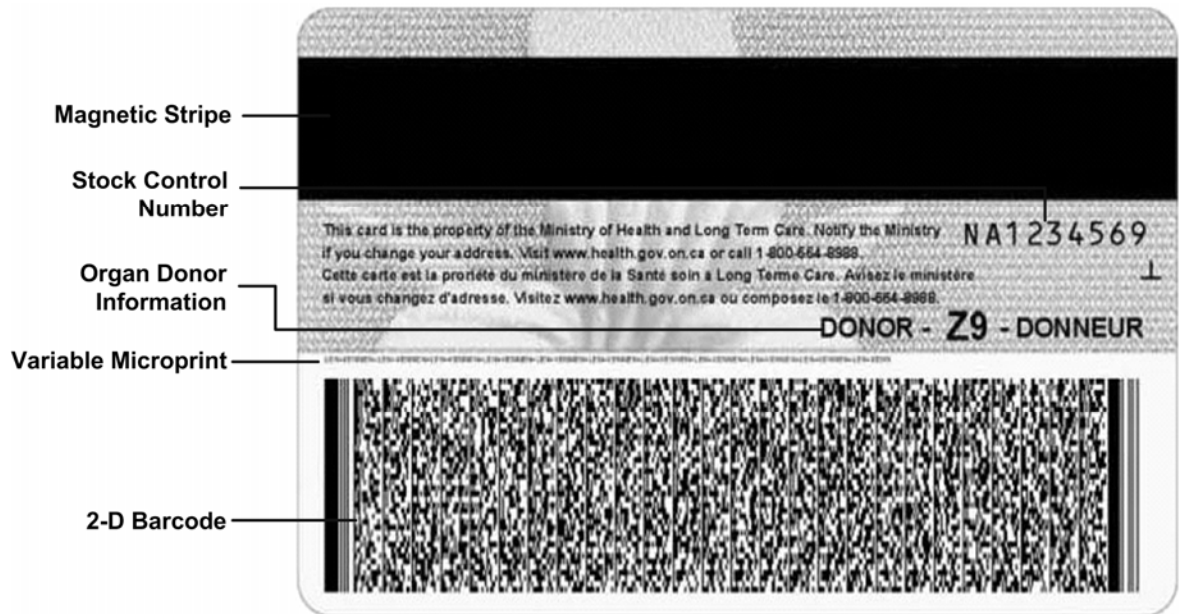 Magnetic Stripe
Stock Control
Number
This card is the property of the Ministry of Health and Long Term Care. Notify the Ministry
if you change your address. Visit www.health.gov.on.ca or call 1-800-664-8988.
Cette carte est la proriété du ministère de la Santé soin a Long Terme Care. Avisez le ministère
si vous changez d'adresse. Visitez www.health.gov.on.ca ou composez le 1-800-664-8988.
NA1234569
Organ Donor
Information
DONOR - Z9 - DONNEUR
Variable Microprint
2-D Barcode